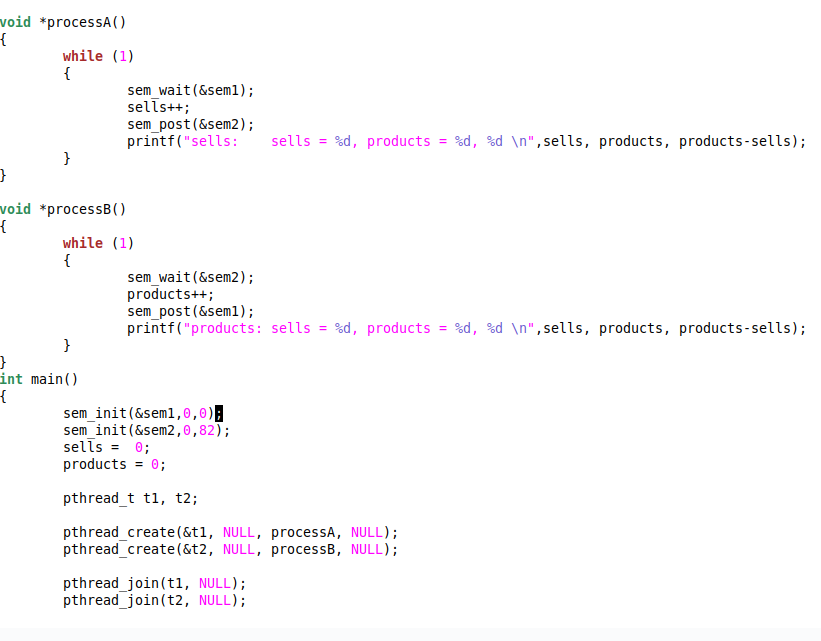 void *processA()
{
        while (1)
        {
                sem_wait(&sem1);
                sells++;
                sem_post(&sem2);
                printf("sells:    sells = %d, products = %d, %d \n",sells, products, products-sells);
        }
}

void *processB()
{
        while (1)
        {
                sem_wait(&sem2);
                products++;
                sem_post(&sem1);
                printf("products: sells = %d, products = %d, %d \n",sells, products, products-sells);
        }
}
int main()
{
        sem_init(&sem1,0,0);
        sem_init(&sem2,0,82);
        sells =  0;
        products = 0;

        pthread_t t1, t2;

        pthread_create(&t1, NULL, processA, NULL);
        pthread_create(&t2, NULL, processB, NULL);

        pthread_join(t1, NULL);
        pthread_join(t2, NULL);